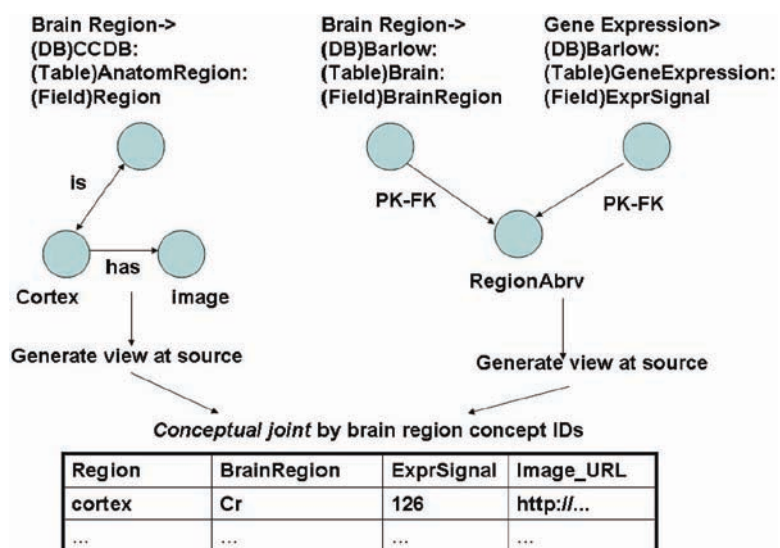 Brain Region->
(DB)CCDB:
(Table)AnatomRegion:
(Field)Region
Brain Region>
(DB)Barlow:
(Table)Brain:
(Field)BrainRegion
Gene Expression>
(DB)Barlow:
(Table)GeneExpression:
(Field)ExprSignal
is
has
Cortex
Image
PK-FK
PK-FK
RegionAbrv
Generate view at source
Generate view at source
Conceptual joint by brain region concept IDs
Region BrainRegion ExprSignal Image_URL
cortex Cr 126 http://...
... ... ... ...